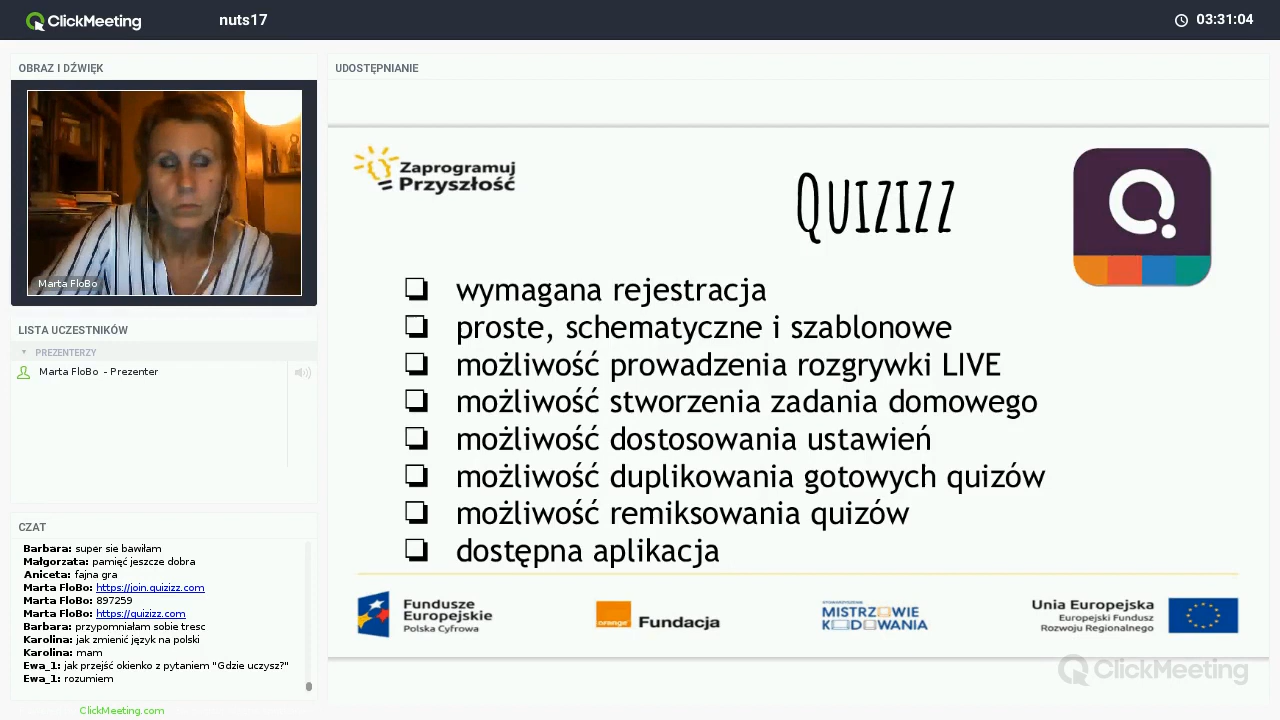 ClickMeeting
nuts17
03:31:04
OBRAZ I DŹWIĘK
Marta FloBo
LISTA UCZESTNIKÓW
PREZENTERZY
Marta FloBo - Prezenter
CZAT
Barbara: super sie bawiłam
Małgorzata: pamięć jeszcze dobra
Aniceta: fajna gra
Marta FloBo: https://join.quizizz.com
Marta FloBo: 897259
Marta FloBo: https://quizizz.com
Barbara: przypomniałam sobie tresc
Karolina: jak zmienić język na polski
Karolina: mam
Ewa_1: jak przejść okienko z pytaniem "Gdzie uczysz?"
Ewa_1: rozumiem
ClickMeeting.com
UDOSTĘPNIANIE
Zaprogramuj
Przyszłość
QUIZIZZ
Q
wymagana rejestracja
proste, schematyczne i szablonowe
możliwość prowadzenia rozgrywki LIVE
możliwość stworzenia zadania domowego
możliwość dostosowania ustawień
możliwość duplikowania gotowych quizów
możliwość remiksowania quizów
dostępna aplikacja
Fundusze
Europejskie
Polska Cyfrowa
orange
Fundacja
STOWARZYSZENIE
MISTRZOWIE
KODOWANIA
Unia Europejska
Europejski Fundusz
Rozwoju Regionalnego
ClickMeeting